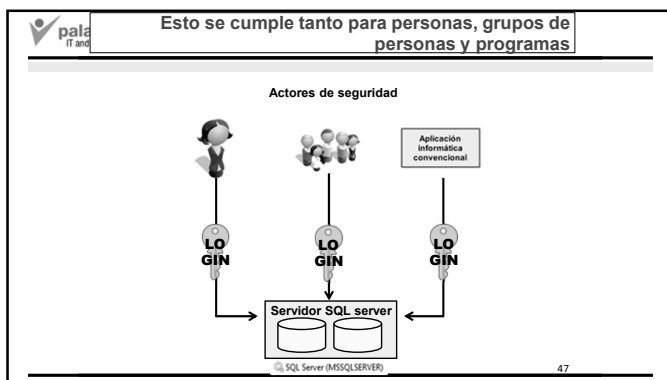 pala
IT and
Esto se cumple tanto para personas, grupos de
personas y programas
Actores de seguridad
Aplicación
informática
convencional
LO
GIN
LO
GIN
LO
GIN
Servidor SQL server
SQL Server (MSSQLSERVER)
47